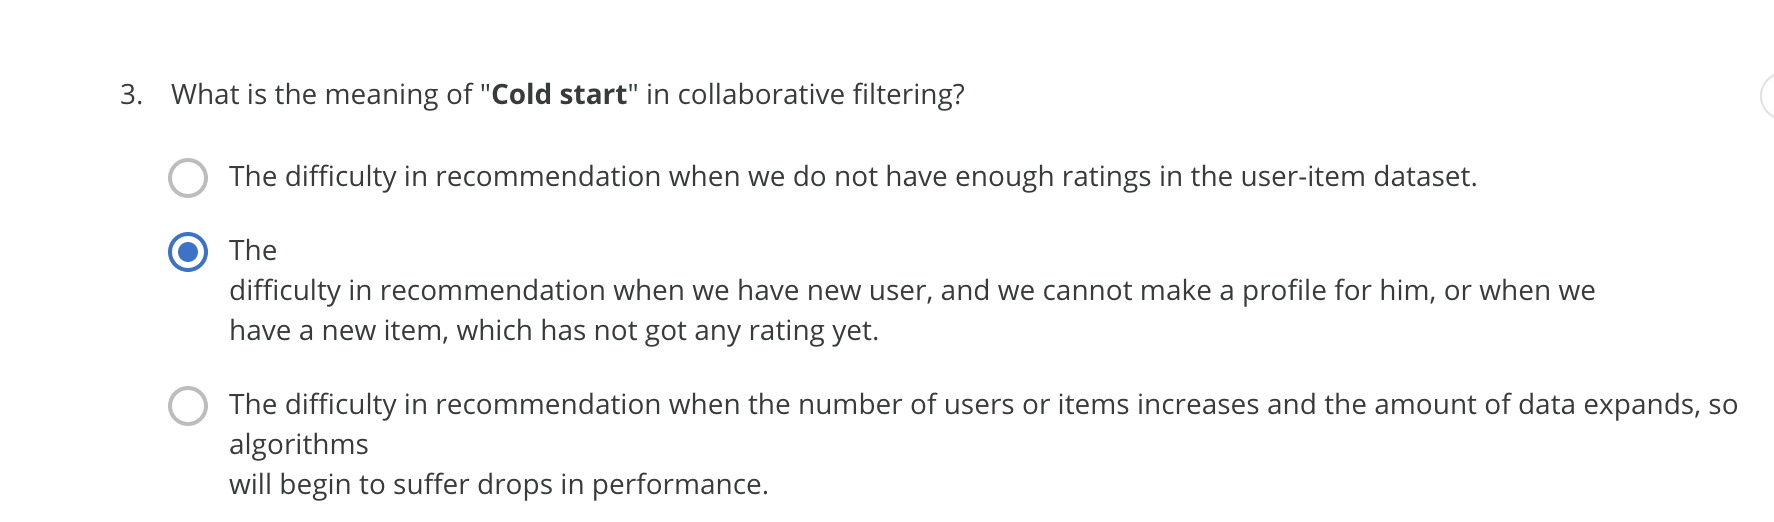 3. What is the meaning of "Cold start" in collaborative filtering?
The difficulty in recommendation when we do not have enough ratings in the user-item dataset.
The
difficulty in recommendation when we have new user, and we cannot make a profile for him, or when we
have a new item, which has not got any rating yet.
The difficulty in recommendation when the number of users or items increases and the amount of data expands, so
algorithms
will begin to suffer drops in performance.